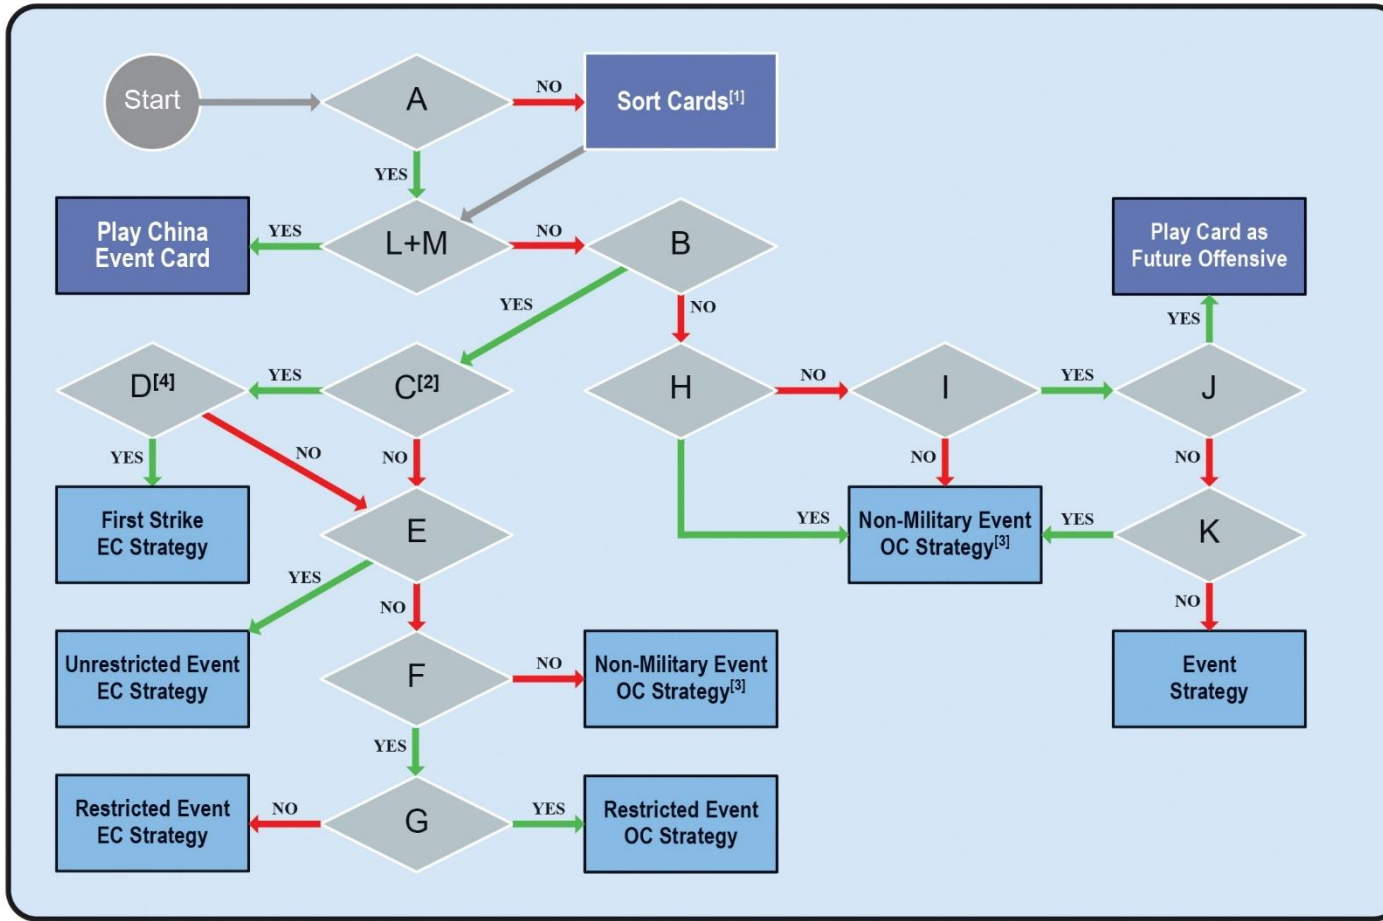 Start
A
NO
Sort Cards[1]
YES
Play China
Event Card
YES
L+M
NO
B
Play Card as
Future Offensive
YES
NO
YES
D[4]
YES
C[2]
H
NO
I
YES
J
YES
NO
NO
NO
NO
First Strike
EC Strategy
E
YES
Non-Military Event
OC Strategy[3]
YES
K
YES
NO
NO
Unrestricted Event
EC Strategy
F
NO
Non-Military Event
OC Strategy[3]
Event
Strategy
YES
Restricted Event
EC Strategy
NO
G
YES
Restricted Event
OC Strategy